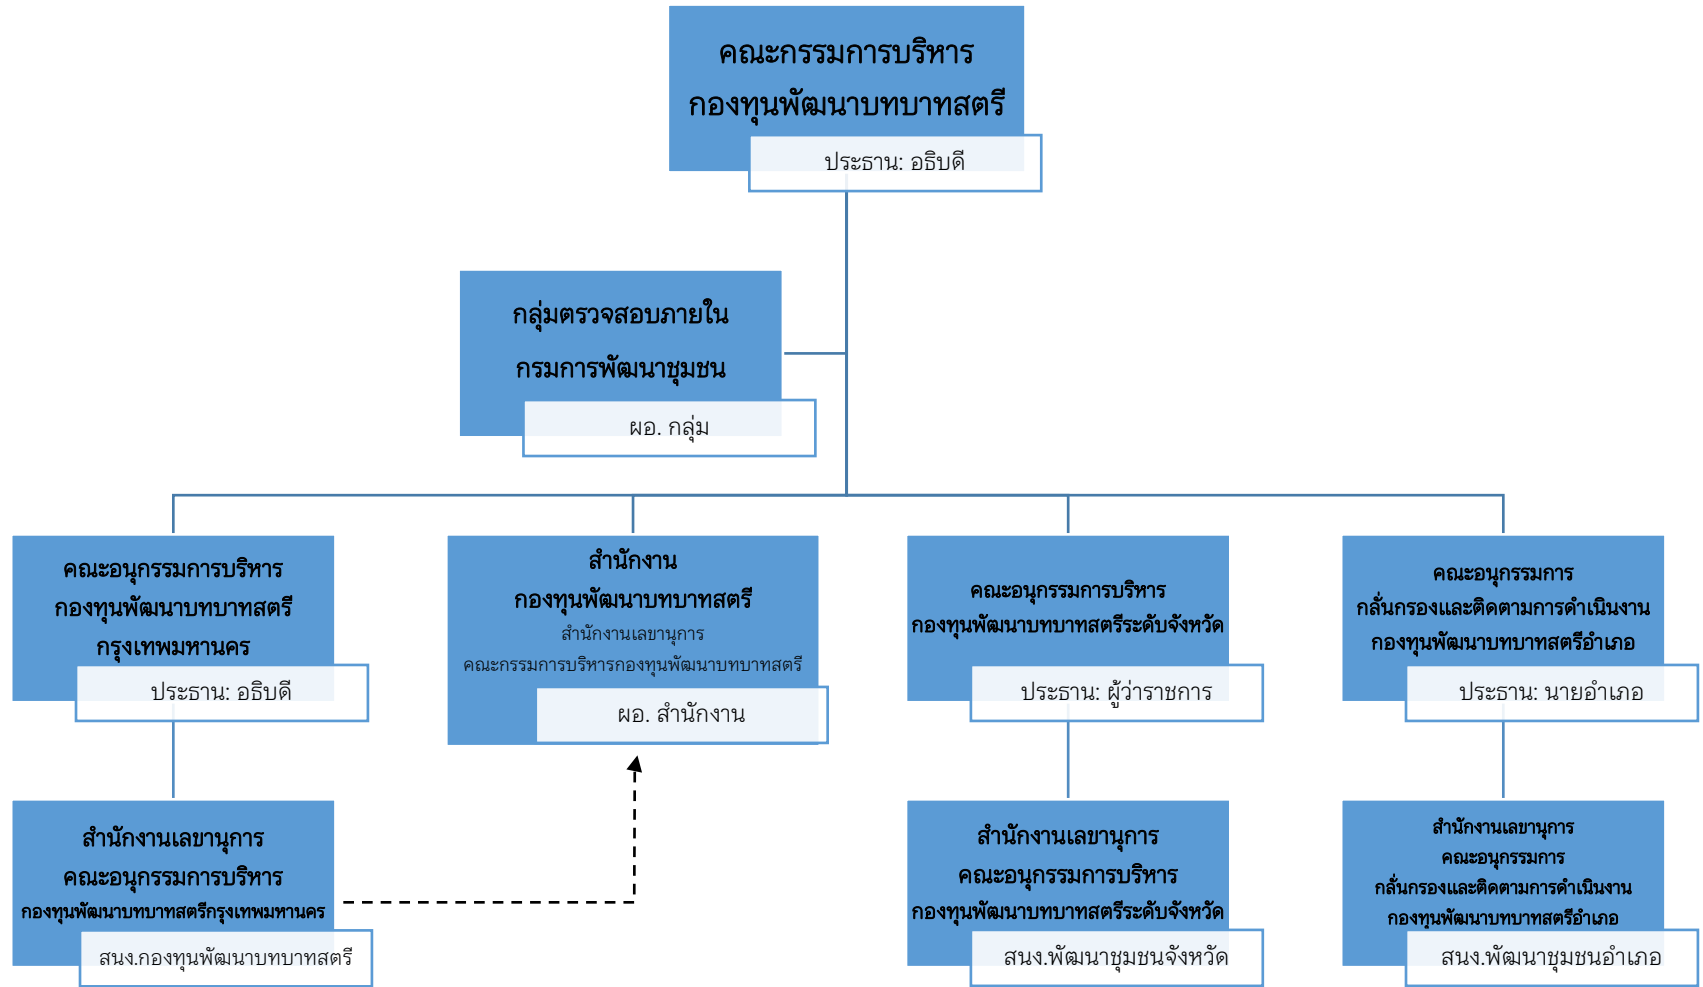 คณะกรรมการบริหาร
กองทุนพัฒนาบทบาทสตรี
ประธาน: อธิบดี
กลุ่มตรวจสอบภายใน
กรมการพัฒนาชุมชน
ผอ. กลุ่ม
คณะอนุกรรมการบริหาร
กองทุนพัฒนาบทบาทสตรี
กรุงเทพมหานคร
ประธาน: อธิบดี
สำนักงาน
กองทุนพัฒนาบทบาทสตรี
สำนักงานเลขานุการ
คณะกรรมการบริหารกองทุนพัฒนาบทบาทสตรี
ผอ. สำนักงาน
คณะอนุกรรมการบริหาร
กองทุนพัฒนาบทบาทสตรีระดับจังหวัด
ประธาน: ผู้ว่าราชการ
คณะอนุกรรมการ
กลั่นกรองและติดตามการดำเนินงาน
กองทุนพัฒนาบทบาทสตรีอำเภอ
ประธาน: นายอำเภอ
สำนักงานเลขานุการ
คณะอนุกรรมการบริหาร
กองทุนพัฒนาบทบาทสตรีกรุงเทพมหานคร
สนง.กองทุนพัฒนาบทบาทสตรี
สำนักงานเลขานุการ
คณะอนุกรรมการบริหาร
กองทุนพัฒนาบทบาทสตรีระดับจังหวัด
สนง.พัฒนาชุมชนจังหวัด
สำนักงานเลขานุการ
คณะอนุกรรมการ
กลั่นกรองและติดตามการดำเนินงาน
กองทุนพัฒนาบทบาทสตรีอำเภอ
สนง.พัฒนาชุมชนอำเภอ